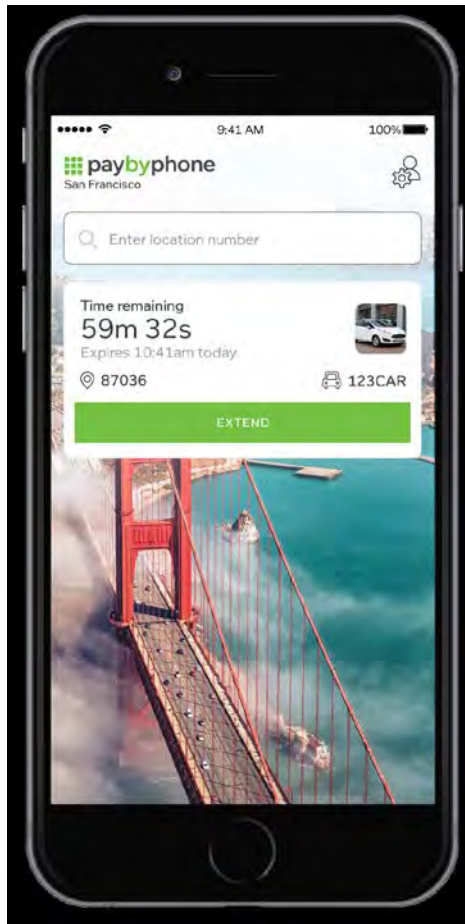 9:41 AM
100%
paybyphone
San Francisco
Enter location number
Time remaining
59m 32s
Expires 10:41am today
87036
123CAR
EXTEND